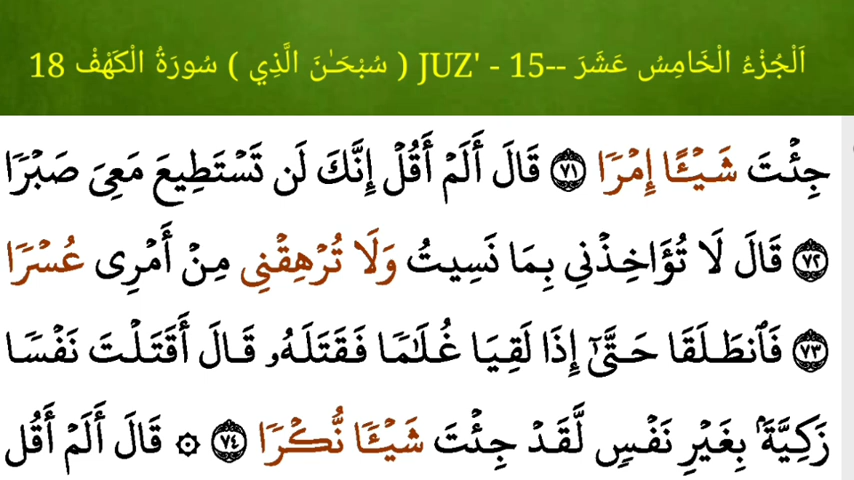 اَلْجُزْءُ الْخَامِسُ عَشَرَ --15 - 'JUZ ( سُبْحَـٰنَ الَّذِي ) سُورَةُ الْكَهْفْ 18
جِئْتَ شَيْـًٔا إِمْرًا ﴿٧١﴾ قَالَ أَلَمْ أَقُلْ إِنَّكَ لَن تَسْتَطِيعَ مَعِىَ صَبْرًا
﴿٧٢﴾ قَالَ لَا تُؤَاخِذْنِى بِمَا نَسِيتُ وَلَا تُرْهِقْنِى مِنْ أَمْرِى عُسْرًا
﴿٧٣﴾ فَٱنطَلَقَا حَتَّىٰٓ إِذَا لَقِيَا غُلَـٰمًا فَقَتَلَهُۥ قَالَ أَقَتَلْتَ نَفْسًا
زَكِيَّةًۢ بِغَيْرِ نَفْسٍ لَّقَدْ جِئْتَ شَيْـًٔا نُّكْرًا ﴿٧٤﴾ ۞ قَالَ أَلَمْ أَقُل